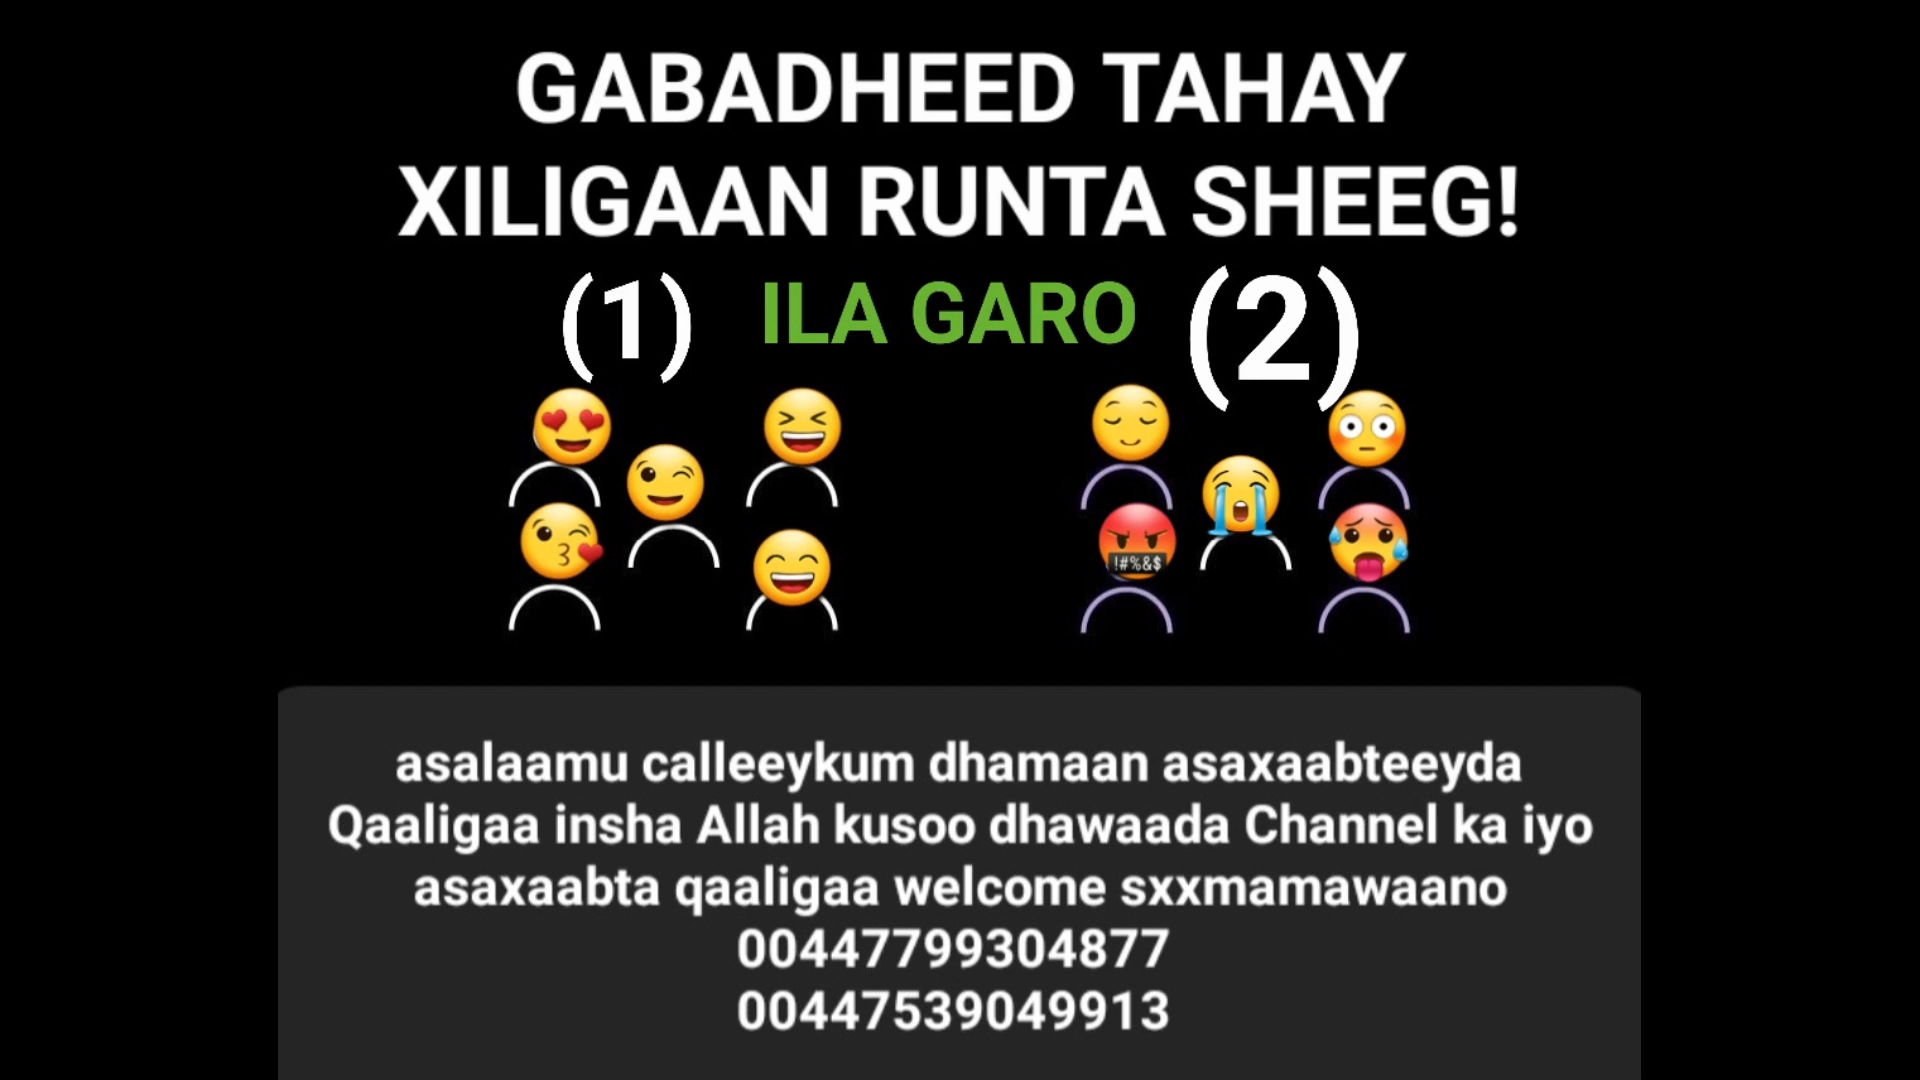 GABADHEED TAHAY
XILIGAAN RUNTA SHEEG!
(1) ILA GARO (2)
!#%&$
asalaamu calleeykum dhamaan asaxaabteeyda
Qaaligaa insha Allah kusoo dhawaada Channel ka iyo
asaxaabta qaaligaa welcome sxxmamawaano
00447799304877
00447539049913